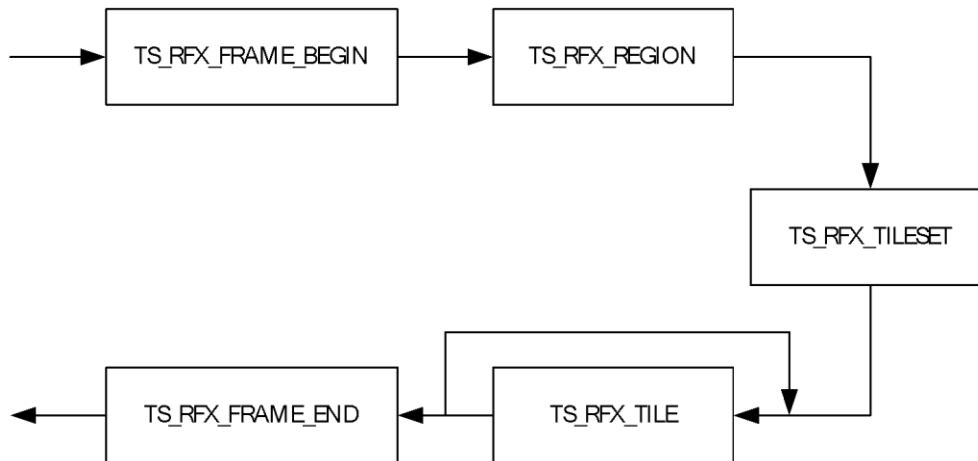 TS_RFX_FRAME_BEGIN
TS_RFX_REGION
TS_RFX_TILESET
TS_RFX_FRAME_END
TS_RFX_TILE